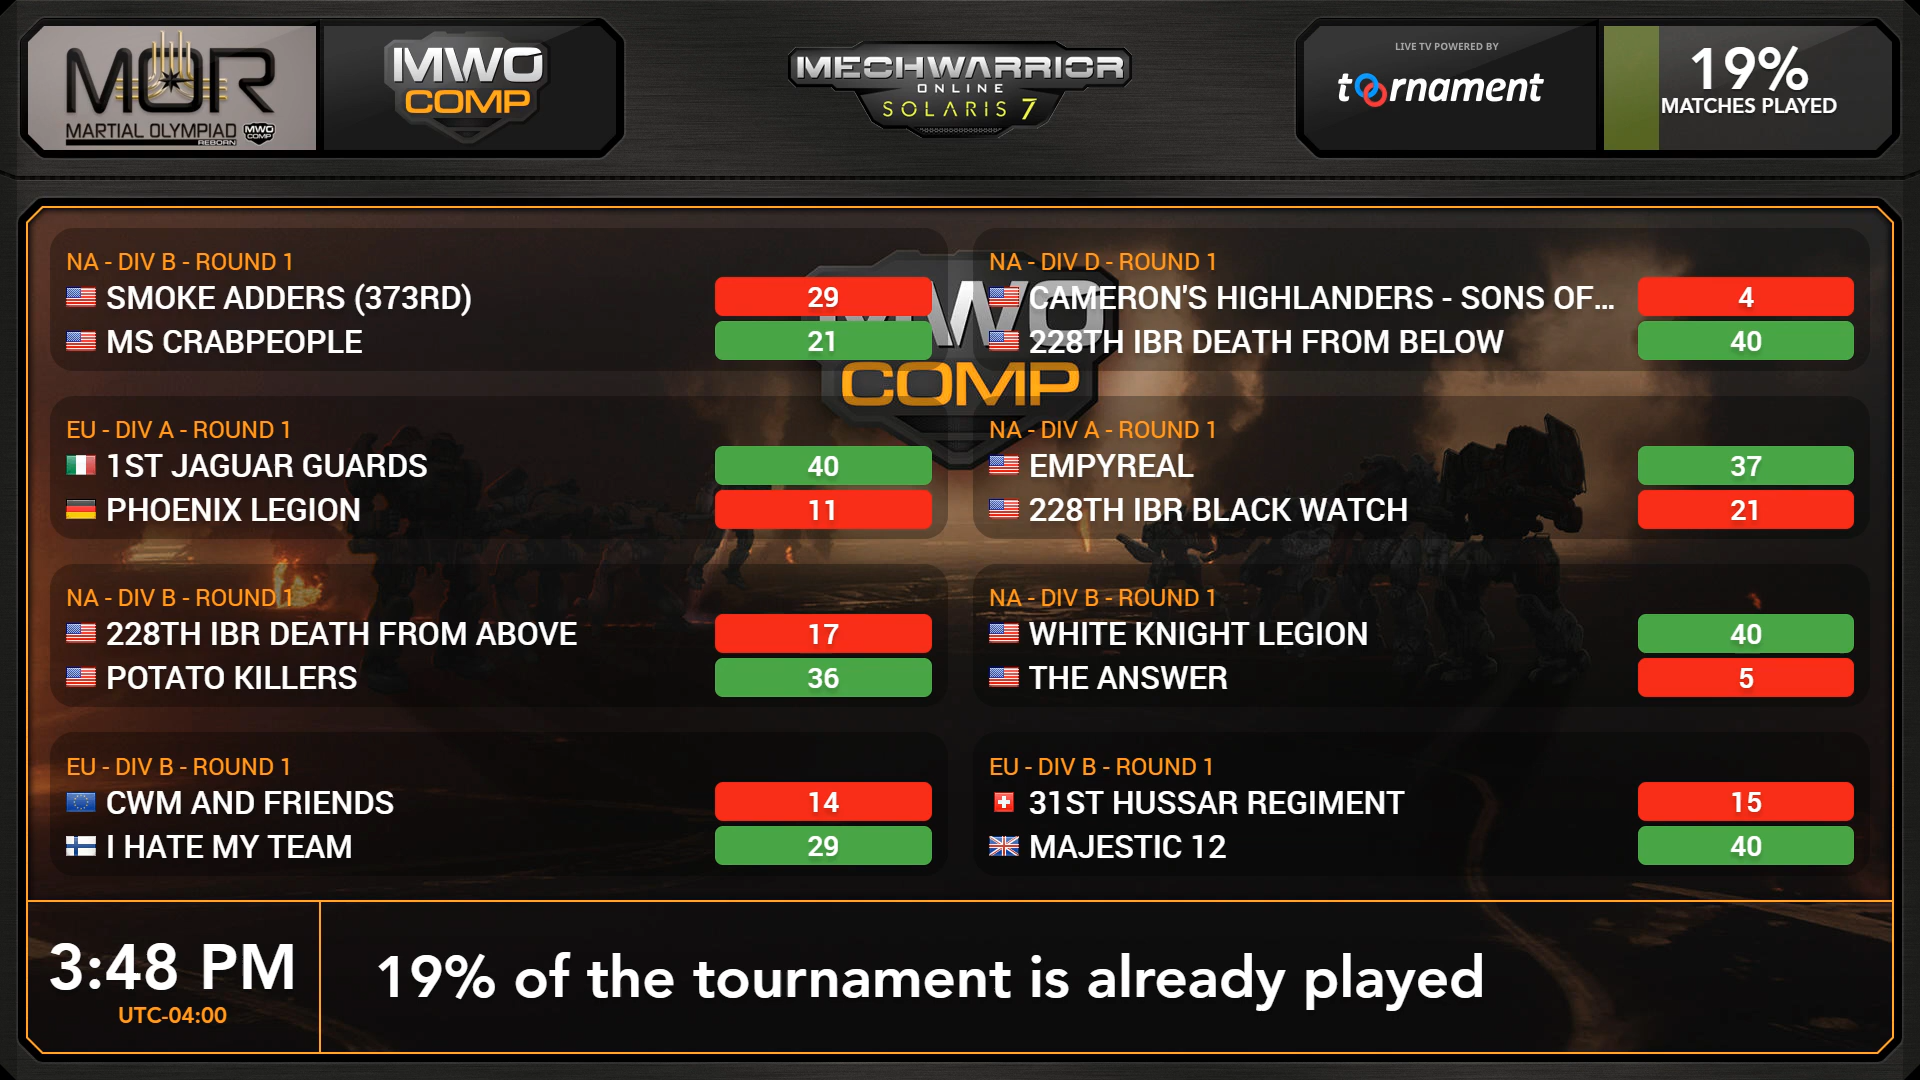 MOR
MARTIAL OLYMPIAD
MWO
COMP
REBORN
MWO
COMP
MECHWARRIOR
ONLINE
SOLARIS 7
LIVE TV POWERED BY
toornament
19%
MATCHES PLAYED
MWO
COMP
NA - DIV B - ROUND 1
SMOKE ADDERS (373RD) 29
MS CRABPEOPLE 21
NA - DIV D - ROUND 1
CAMERON'S HIGHLANDERS - SONS OF... 4
228TH IBR DEATH FROM BELOW 40
EU - DIV A - ROUND 1
1ST JAGUAR GUARDS 40
PHOENIX LEGION 11
NA - DIV A - ROUND 1
EMPYREAL 37
228TH IBR BLACK WATCH 21
NA - DIV B - ROUND 1
228TH IBR DEATH FROM ABOVE 17
POTATO KILLERS 36
NA - DIV B - ROUND 1
WHITE KNIGHT LEGION 40
THE ANSWER 5
EU - DIV B - ROUND 1
CWM AND FRIENDS 14
I HATE MY TEAM 29
EU - DIV B - ROUND 1
31ST HUSSAR REGIMENT 15
MAJESTIC 12 40
3:48 PM
UTC-04:00
19% of the tournament is already played